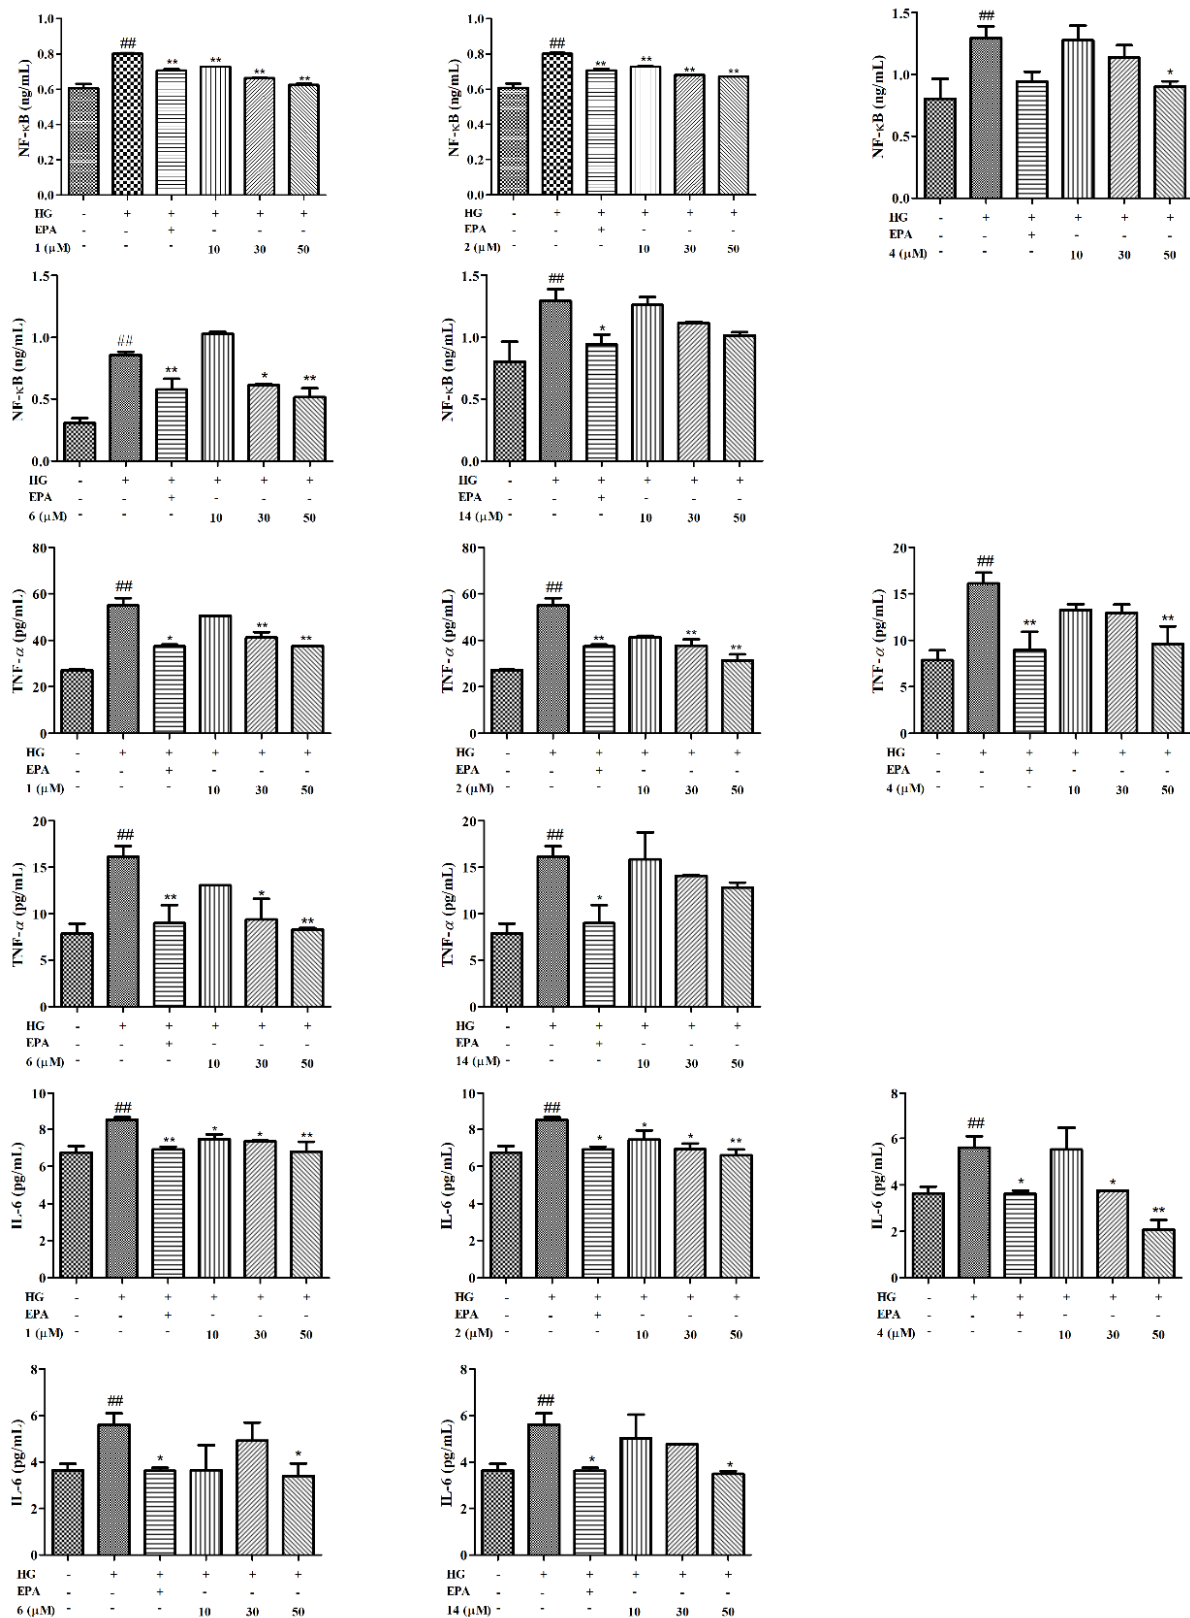 NF-κB (ng/mL)
1.0
0.8
0.6
0.4
0.2
0.0
##
**
**
**
**
HG - + + + + +
EPA - - + - - -
1 (μM) - - - 10 30 50
NF-κB (ng/mL)
1.0
0.8
0.6
0.4
0.2
0.0
##
**
**
**
**
HG - + + + + +
EPA - - + - - -
2 (μM) - - - 10 30 50
NF-κB (ng/mL)
1.5
1.0
0.5
0.0
##
*
HG - + + + + +
EPA - - + - - -
4 (μM) - - - 10 30 50
NF-κB (ng/mL)
1.5
1.0
0.5
0.0
##
**
*
**
HG - + + + + +
EPA - - + - - -
6 (μM) - - - 10 30 50
NF-κB (ng/mL)
1.5
1.0
0.5
0.0
##
*
HG - + + + + +
EPA - - + - - -
14 (μM) - - - 10 30 50
TNF-α (pg/mL)
80
60
40
20
0
##
*
**
**
HG - + + + + +
EPA - - + - - -
1 (μM) - - - 10 30 50
TNF-α (pg/mL)
80
60
40
20
0
##
**
**
**
HG - + + + + +
EPA - - + - - -
2 (μM) - - - 10 30 50
TNF-α (pg/mL)
20
15
10
5
0
##
**
**
HG - + + + + +
EPA - - + - - -
4 (μM) - - - 10 30 50
TNF-α (pg/mL)
20
15
10
5
0
##
**
*
**
HG - + + + + +
EPA - - + - - -
6 (μM) - - - 10 30 50
TNF-α (pg/mL)
20
15
10
5
0
##
*
HG - + + + + +
EPA - - + - - -
14 (μM) - - - 10 30 50
IL-6 (pg/mL)
10
8
6
4
2
0
##
**
*
*
**
HG - + + + + +
EPA - - + - - -
1 (μM) - - - 10 30 50
IL-6 (pg/mL)
10
8
6
4
2
0
##
*
*
*
**
HG - + + + + +
EPA - - + - - -
2 (μM) - - - 10 30 50
IL-6 (pg/mL)
8
6
4
2
0
##
*
*
**
HG - + + + + +
EPA - - + - - -
4 (μM) - - - 10 30 50
IL-6 (pg/mL)
8
6
4
2
0
##
*
*
HG - + + + + +
EPA - - + - - -
6 (μM) - - - 10 30 50
IL-6 (pg/mL)
8
6
4
2
0
##
*
*
HG - + + + + +
EPA - - + - - -
14 (μM) - - - 10 30 50